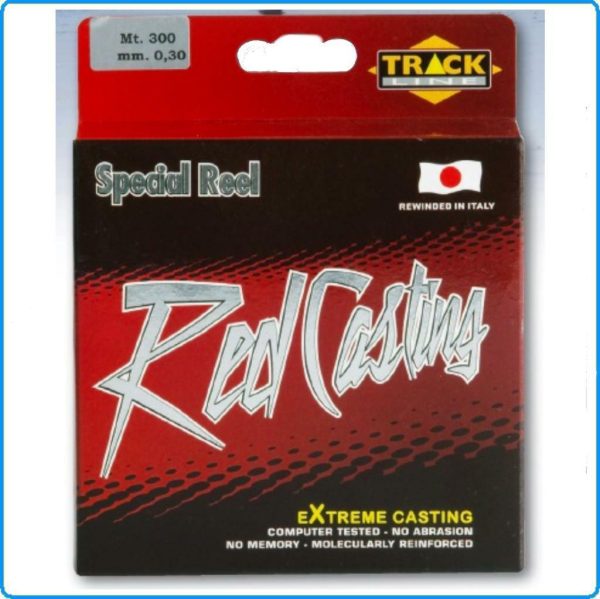 Mt. 300
mm. 0,30
TRACK
LINE
Special Reel
REWINDED IN ITALY
Red Casting
EXTREME CASTING
COMPUTER TESTED - NO ABRASION
NO MEMORY - MOLECULARLY REINFORCED